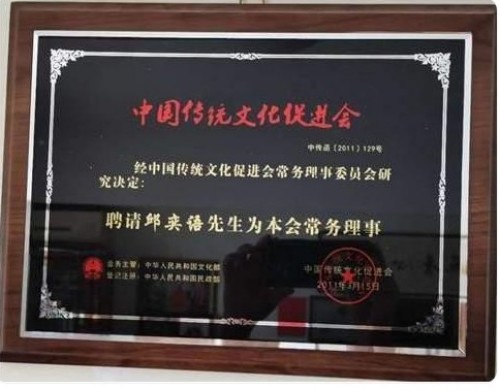 中国传统文化促进会
中传函（2011）129号
经中国传统文化促进会常务理事委员会研
究决定：
聘请邱奕语先生为本会常务理事
业务主管：中华人民共和国文化部
登记注册：中华人民共和国民政部
中国传统文化促进会